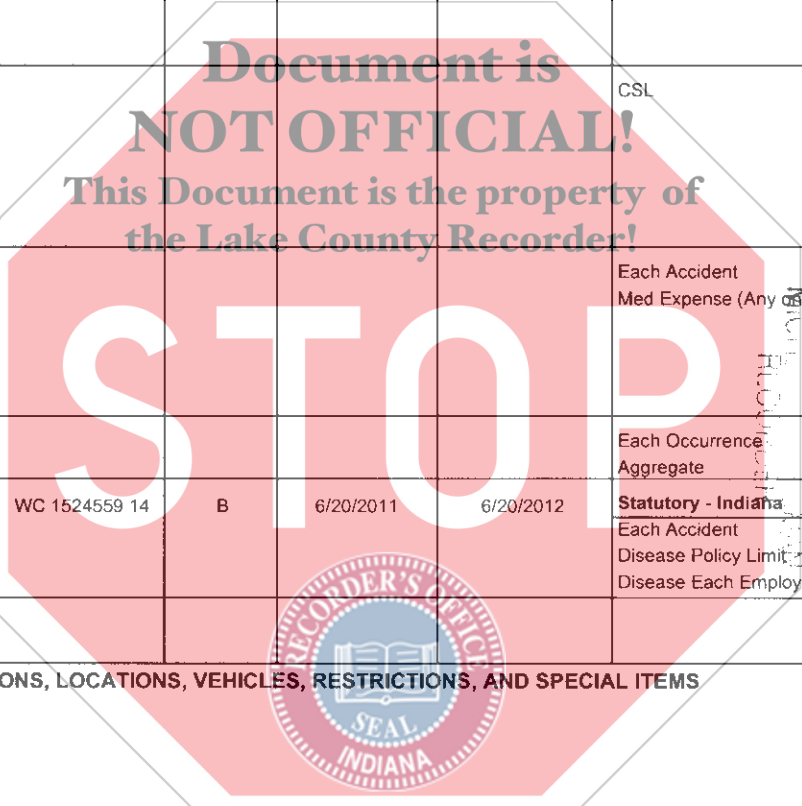 Document is
NOT OFFICIAL!
This Document is the property of
the Lake County Recorder!
CSL
Each Accident
Med Expense (Any
STOP
Each Occurrence
Aggregate
WC 1524559 14 B 6/20/2011 6/20/2012 Statutory - Indiana
Each Accident
Disease Policy Limit
Disease Each Employ
RECORDER'S OFFICE
SEAL
INDIANA
ONS, LOCATIONS, VEHICLES, RESTRICTIONS, AND SPECIAL ITEMS